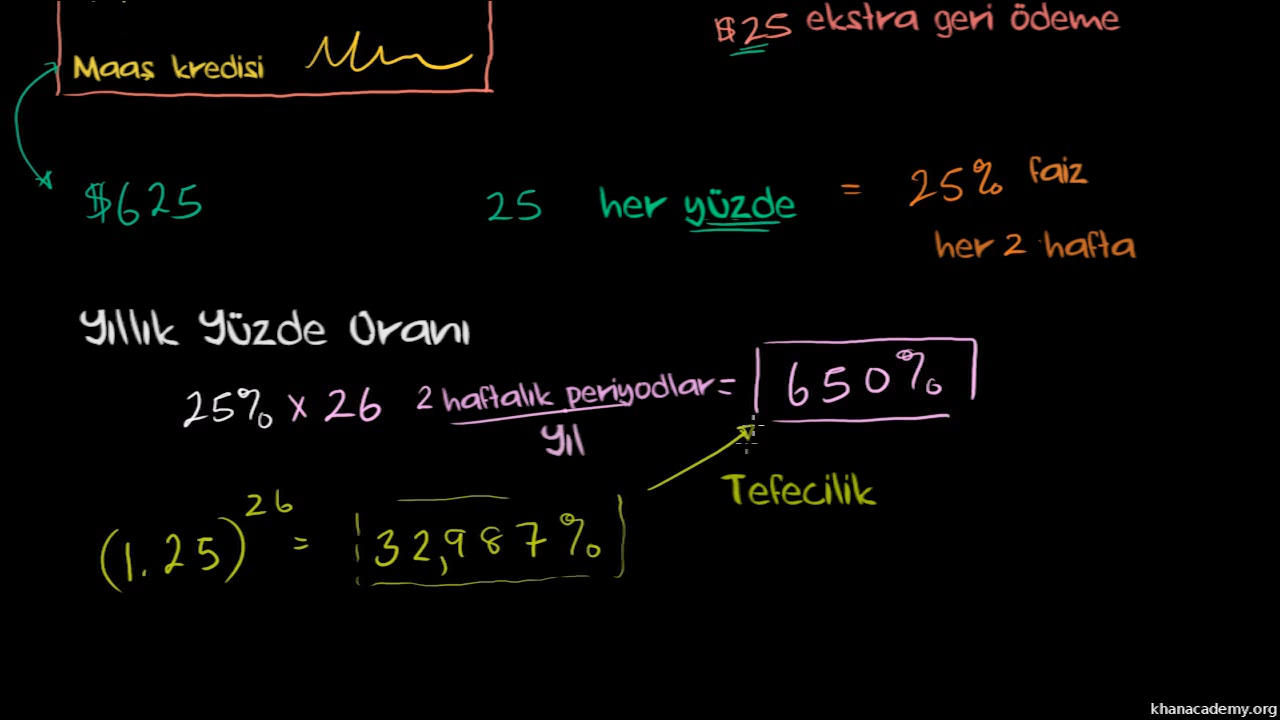 $25 ekstra geri ödeme
Maaş kredisi
$625
25 her yüzde = 25% faiz
her 2 hafta
Yıllık Yüzde Oranı
25% x 26 2 haftalık periyodlar = 650%
yıl
Tefecilik
(1.25)^26 = 32,987%
khanacademy.org